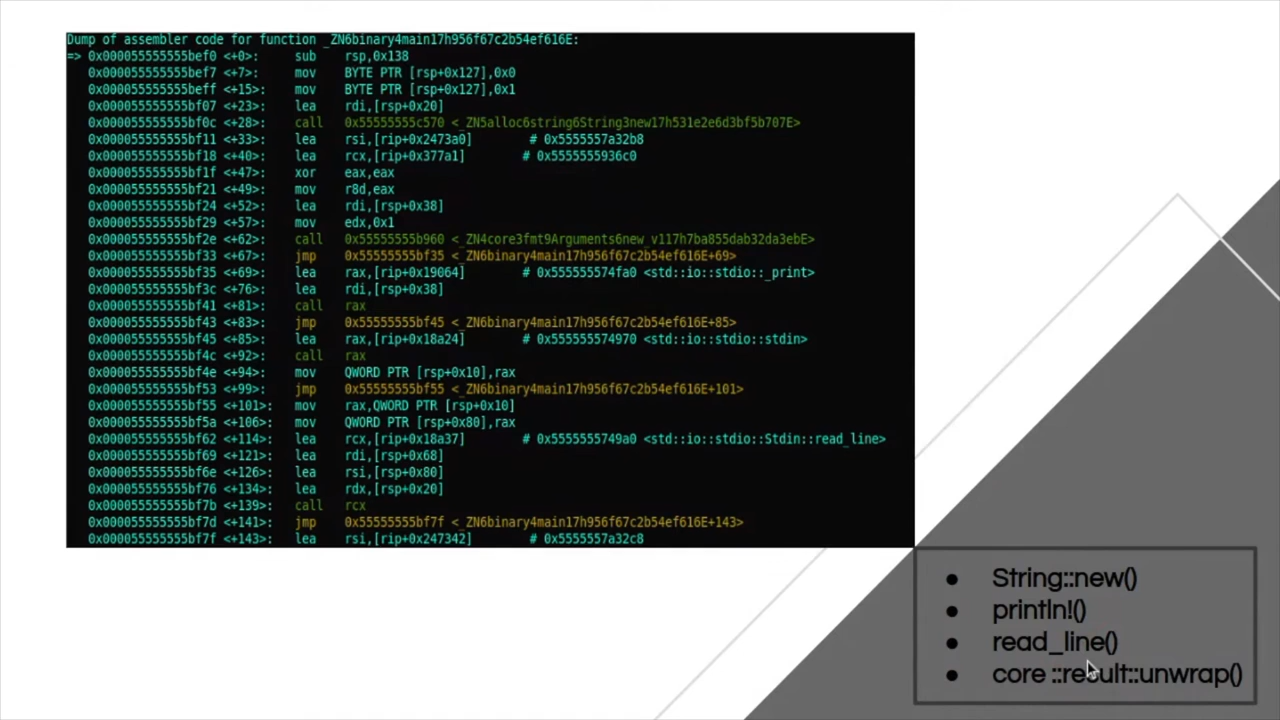 Dump of assembler code for function _ZN6binary4main17h956f67c2b54ef616E:
=> 0x000055555555bef0 <+0>: sub rsp,0x138
0x000055555555bef7 <+7>: mov BYTE PTR [rsp+0x127],0x0
0x000055555555beff <+15>: mov BYTE PTR [rsp+0x127],0x1
0x000055555555bf07 <+23>: lea rdi,[rsp+0x20]
0x000055555555bf0c <+28>: call 0x55555555c570 <_ZN5alloc6string6String3new17h531e2e6d3bf5b707E>
0x000055555555bf11 <+33>: lea rsi,[rip+0x2473a0] # 0x5555557a32b8
0x000055555555bf18 <+40>: lea rcx,[rip+0x377a1] # 0x5555555936c0
0x000055555555bf1f <+47>: xor eax,eax
0x000055555555bf21 <+49>: mov r8d,eax
0x000055555555bf24 <+52>: lea rdi,[rsp+0x38]
0x000055555555bf29 <+57>: mov edx,0x1
0x000055555555bf2e <+62>: call 0x55555555b960 <_ZN4core3fmt9Arguments6new_v117h7ba855dab32da3ebE>
0x000055555555bf33 <+67>: jmp 0x55555555bf35 <_ZN6binary4main17h956f67c2b54ef616E+69>
0x000055555555bf35 <+69>: lea rax,[rip+0x19064] # 0x555555574fa0 <std::io::stdio::_print>
0x000055555555bf3c <+76>: lea rdi,[rsp+0x38]
0x000055555555bf41 <+81>: call rax
0x000055555555bf43 <+83>: jmp 0x55555555bf45 <_ZN6binary4main17h956f67c2b54ef616E+85>
0x000055555555bf45 <+85>: lea rax,[rip+0x18a24] # 0x555555574970 <std::io::stdio::stdin>
0x000055555555bf4c <+92>: call rax
0x000055555555bf4e <+94>: mov QWORD PTR [rsp+0x10],rax
0x000055555555bf53 <+99>: jmp 0x55555555bf55 <_ZN6binary4main17h956f67c2b54ef616E+101>
0x000055555555bf55 <+101>: mov rax,QWORD PTR [rsp+0x10]
0x000055555555bf5a <+106>: mov QWORD PTR [rsp+0x80],rax
0x000055555555bf62 <+114>: lea rcx,[rip+0x18a37] # 0x5555555749a0 <std::io::stdio::Stdin::read_line>
0x000055555555bf69 <+121>: lea rdi,[rsp+0x68]
0x000055555555bf6e <+126>: lea rsi,[rsp+0x80]
0x000055555555bf76 <+134>: lea rdx,[rsp+0x20]
0x000055555555bf7b <+139>: call rcx
0x000055555555bf7d <+141>: jmp 0x55555555bf7f <_ZN6binary4main17h956f67c2b54ef616E+143>
0x000055555555bf7f <+143>: lea rsi,[rip+0x247342] # 0x5555557a32c8
● String::new()
● println!()
● read_line()
● core ::result::unwrap()